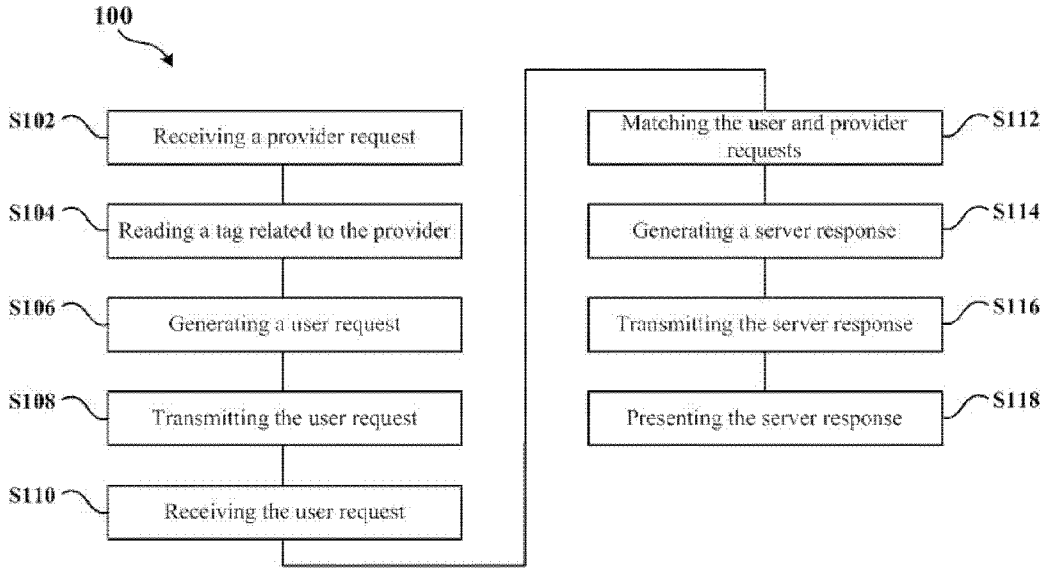 100
S102
Receiving a provider request
S104
Reading a tag related to the provider
S106
Generating a user request
S108
Transmitting the user request
S110
Receiving the user request
Matching the user and provider
requests
S112
Generating a server response
S114
Transmitting the server response
S116
Presenting the server response
S118